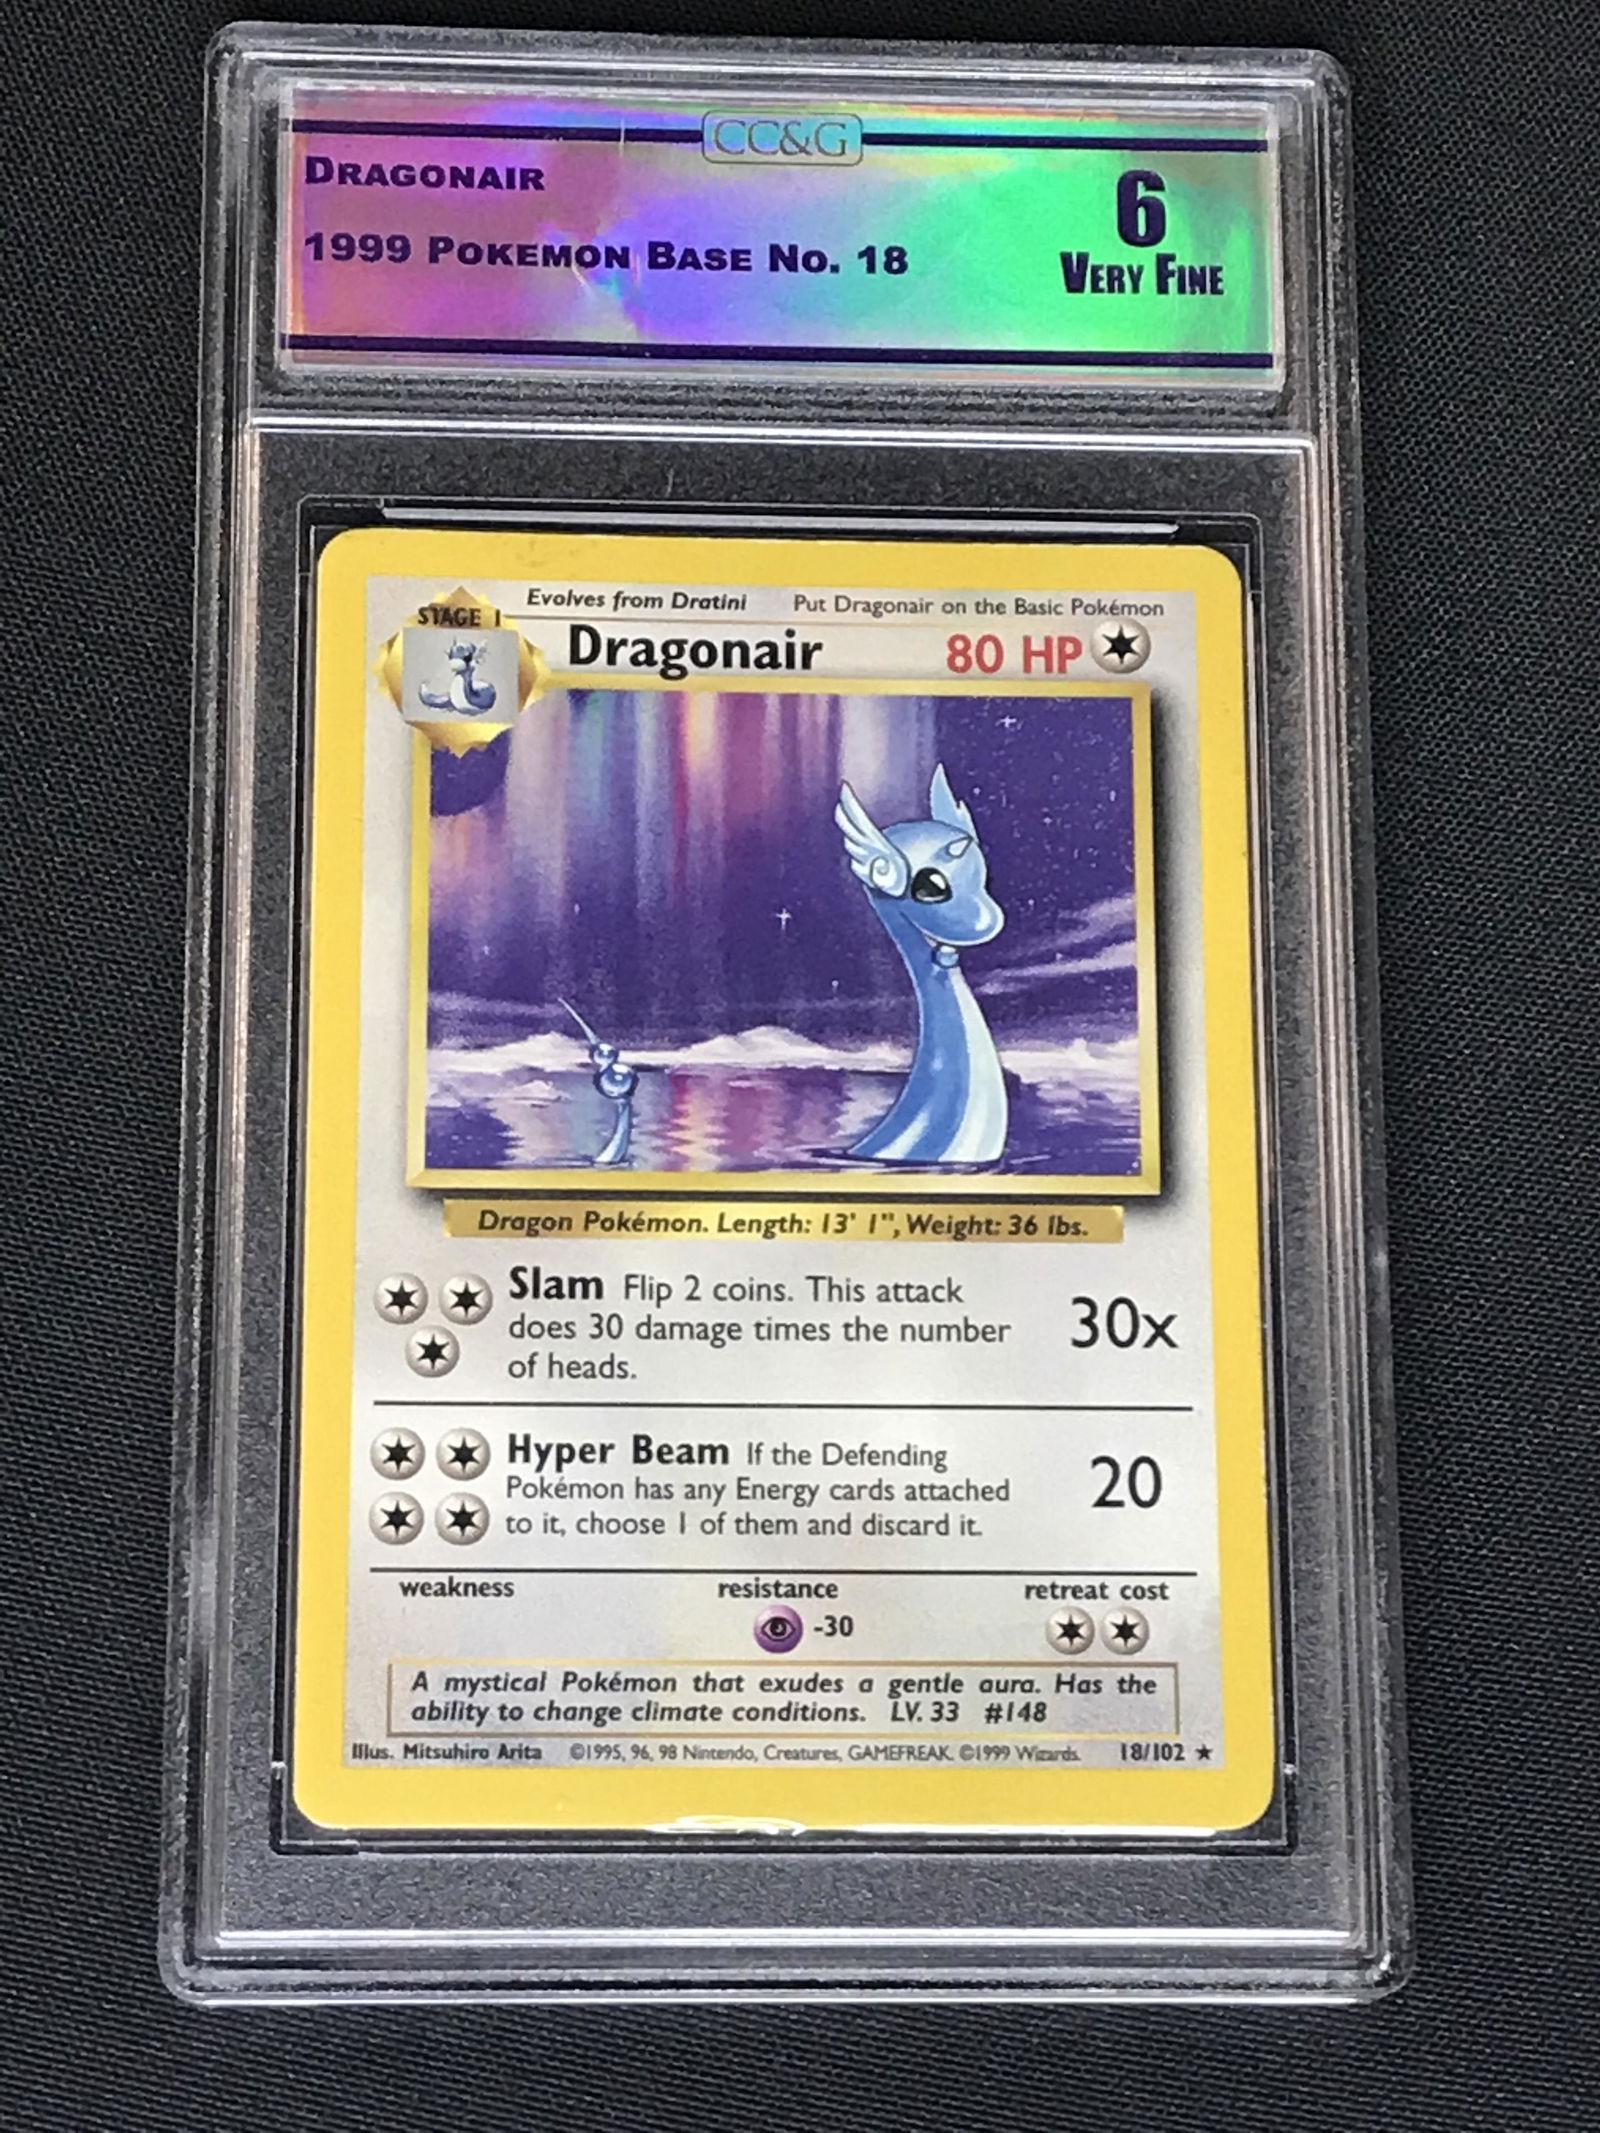 CC&G
DRAGONAIR
1999 POKEMON BASE NO. 18
6
VERY FINE
Evolves from Dratini Put Dragonair on the Basic Pokémon
STAGE 1
Dragonair 80 HP
Dragon Pokémon. Length: 13' 1", Weight: 36 lbs.
Slam Flip 2 coins. This attack
does 30 damage times the number
of heads.
30x
Hyper Beam If the Defending
Pokémon has any Energy cards attached
to it, choose 1 of them and discard it.
20
weakness resistance retreat cost
-30
A mystical Pokémon that exudes a gentle aura. Has the
ability to change climate conditions. LV. 33 #148
Illus. Mitsuhiro Arita ©1995, 96, 98 Nintendo, Creatures, GAMEFREAK. ©1999 Wizards. 18/102 ★